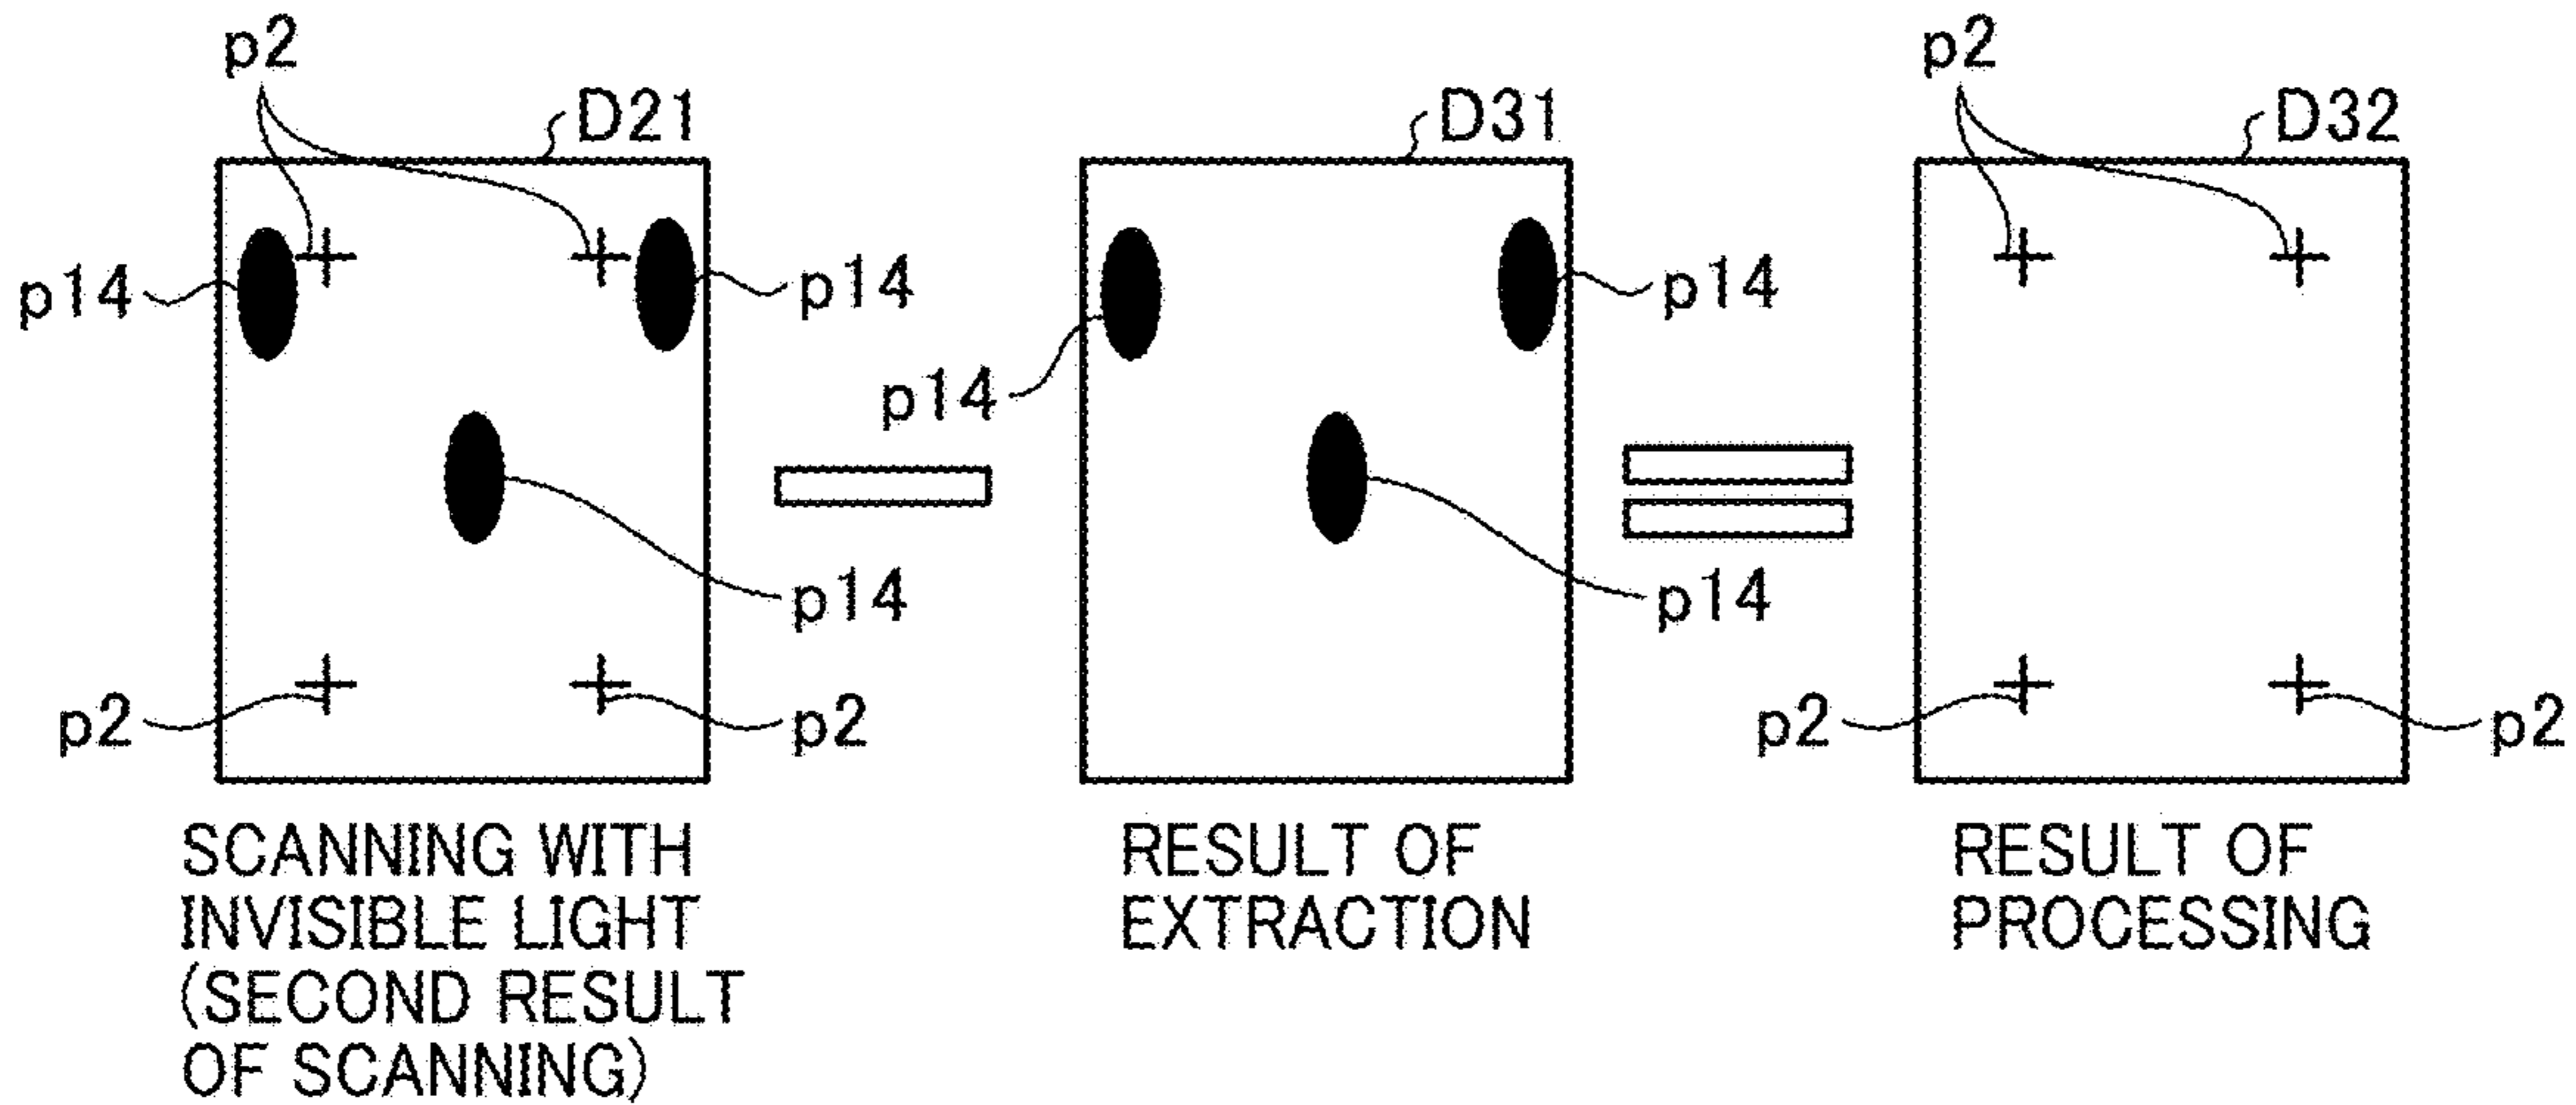 p2
p2
D21
D31
D32
p14
p14
p14
p14
p14
p14
p2
p2
p2
p2
SCANNING WITH
INVISIBLE LIGHT
(SECOND RESULT
OF SCANNING)
RESULT OF
EXTRACTION
RESULT OF
PROCESSING